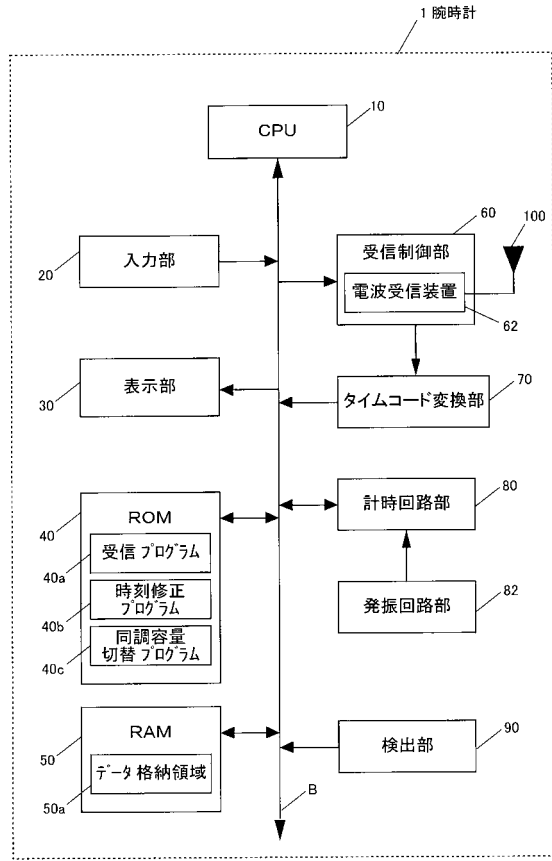 1 腕時計
10
CPU
60
100
受信制御部
電波受信装置
62
20
入力部
30
表示部
タイムコード変換部
70
40
ROM
40a
受信 プログラム
40b
時刻修正
プログラム
40c
同調容量
切替 プログラム
計時回路部
80
発振回路部
82
50
RAM
50a
データ 格納領域
検出部
90
B